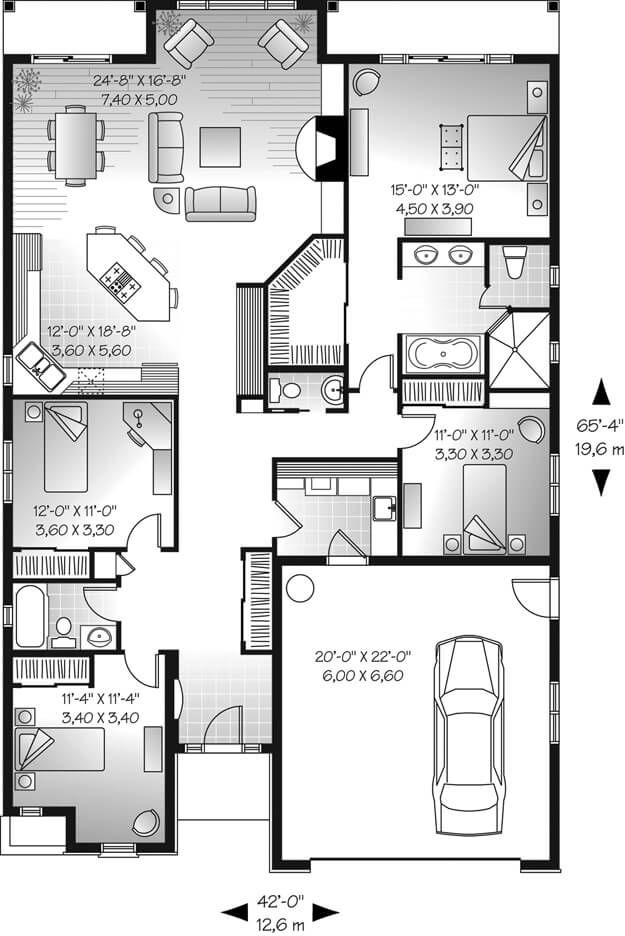 24'-8" X 16'-8"
7,40 X 5,00
15'-0" X 13'-0"
4,50 X 3,90
12'-0" X 18'-8"
3,60 X 5,60
65'-4"
19,6 m
11'-0" X 11'-0"
3,30 X 3,30
12'-0" X 11'-0"
3,60 X 3,30
20'-0" X 22'-0"
6,00 X 6,60
11'-4" X 11'-4"
3,40 X 3,40
42'-0"
12,6 m